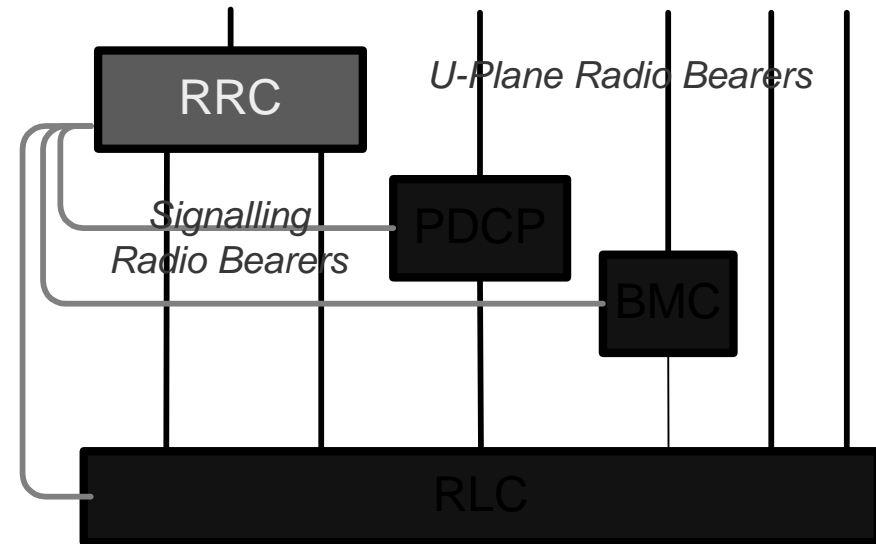 U-Plane Radio Bearers
RRC
Signalling
Radio Bearers
PDCP
BMC
RLC